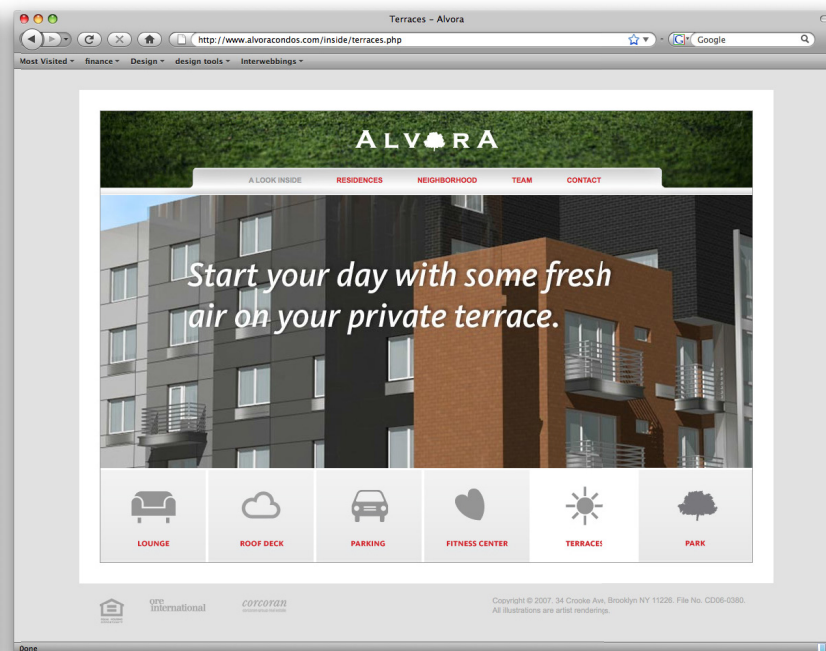 Terraces – Alvora
http://www.alvoracondos.com/inside/terraces.php
Google
Most Visited finance Design design tools Interwebbings
ALVORA
A LOOK INSIDE RESIDENCES NEIGHBORHOOD TEAM CONTACT
Start your day with some fresh
air on your private terrace.
LOUNGE ROOF DECK PARKING FITNESS CENTER TERRACES PARK
ore
international
corcoran
Copyright © 2007. 34 Crooke Ave, Brooklyn NY 11226. File No. CD06-0380.
All illustrations are artist renderings.
Done